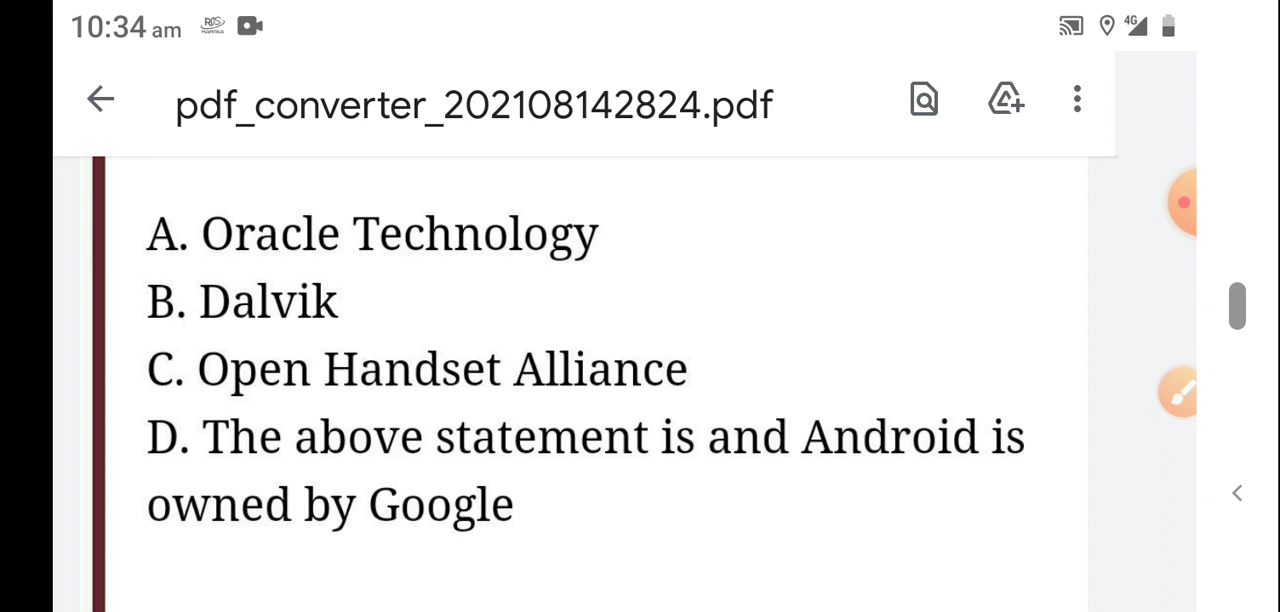 10:34 am
4G
pdf_converter_202108142824.pdf
A. Oracle Technology
B. Dalvik
C. Open Handset Alliance
D. The above statement is and Android is
owned by Google